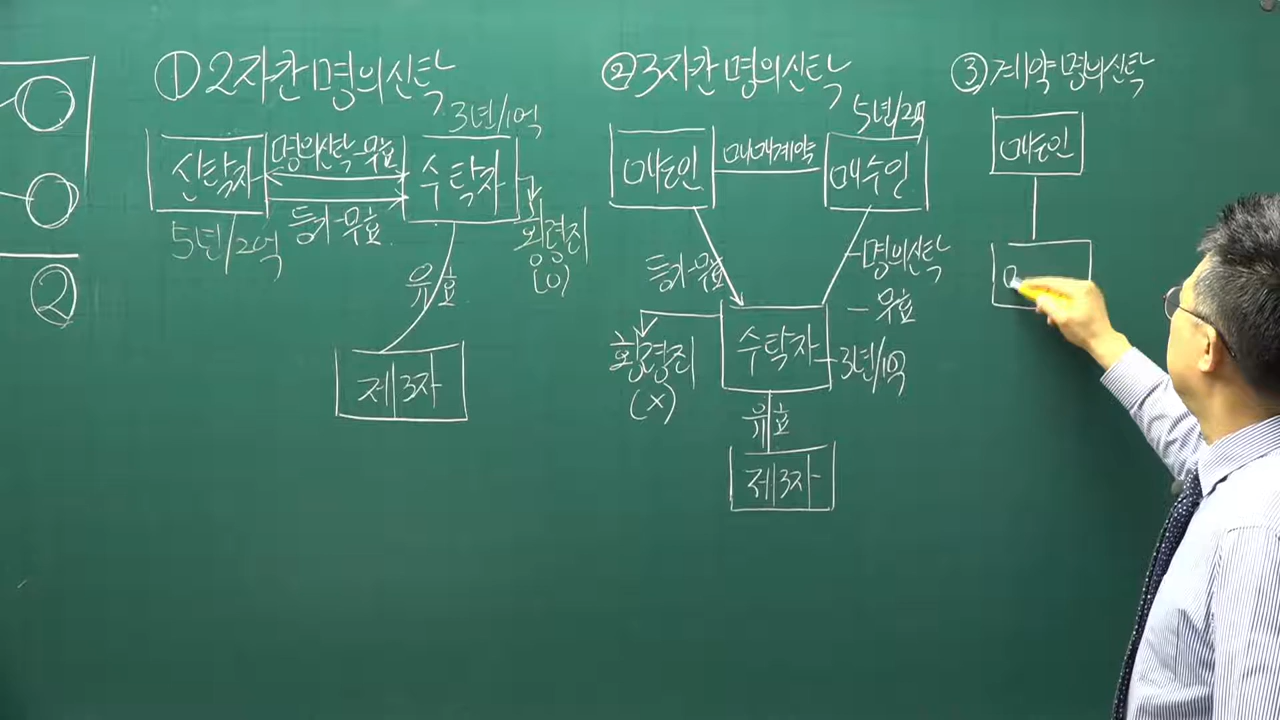 ①2자간 명의신탁
3년/1억
신탁자
명의신탁-무효
수탁자
등기-무효
5년/2억
횡령죄
(O)
유효
제3자
②3자간 명의신탁
5년/2억
매도인
매매계약
매수인
등기-무효
명의신탁
-무효
횡령죄
(X)
수탁자
3년/1억
유효
제3자
③계약명의신탁
매도인
②